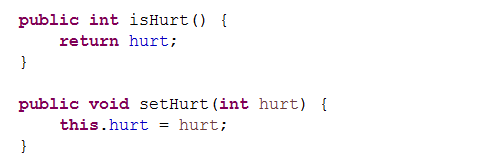 public int isHurt() {
    return hurt;
}

public void setHurt(int hurt) {
    this.hurt = hurt;
}